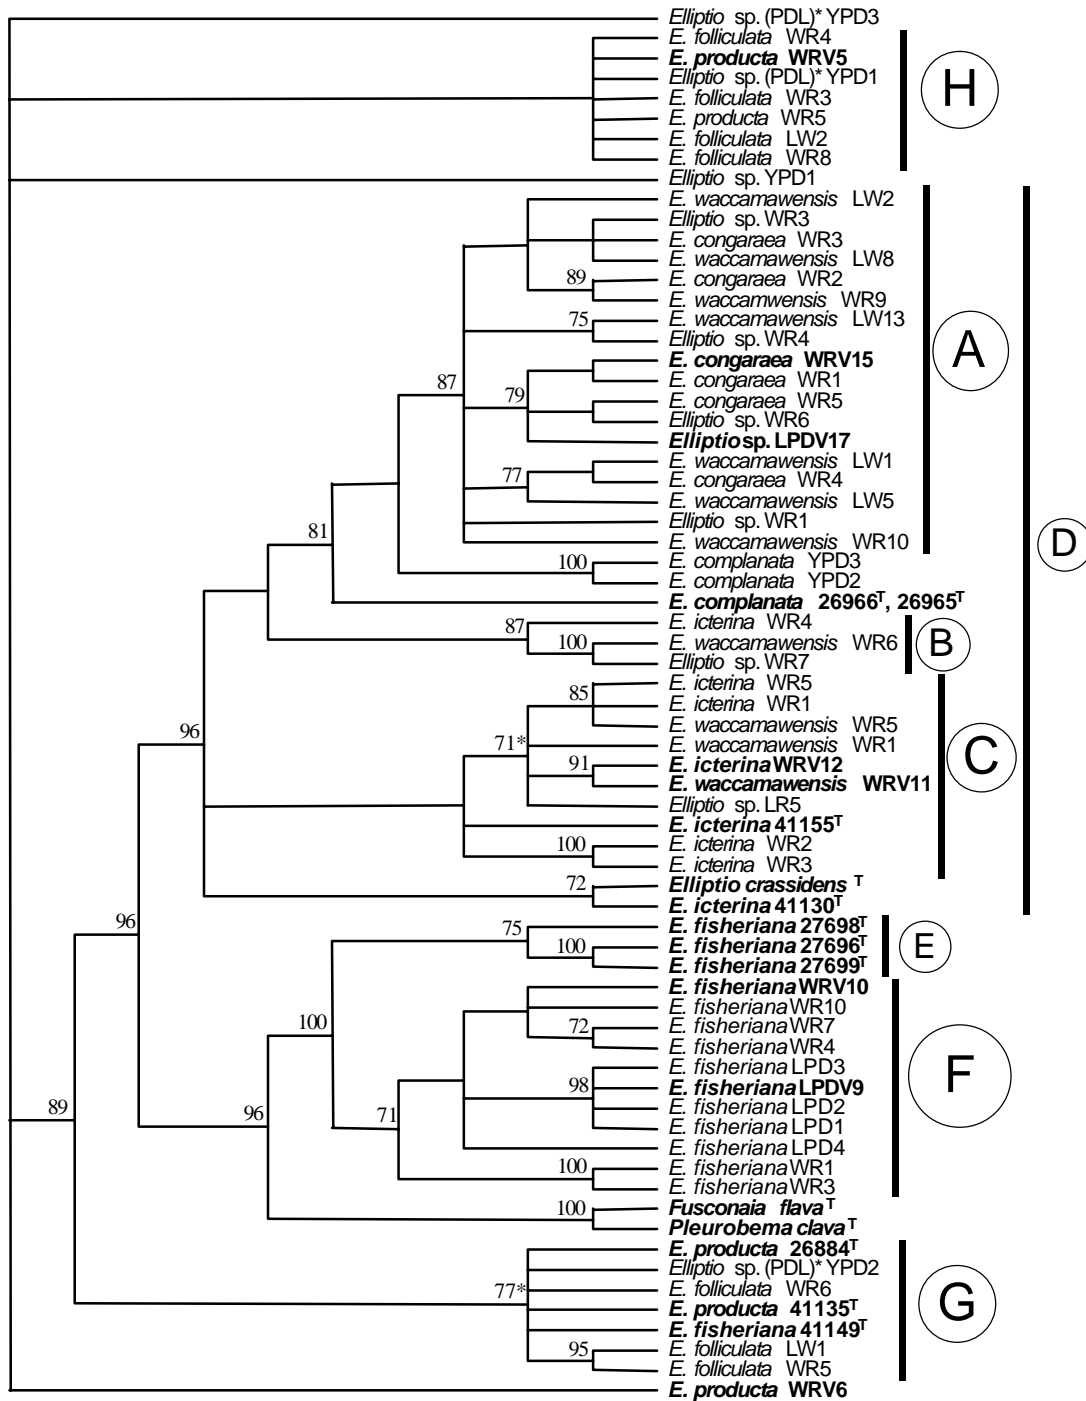 Elliptio sp. (PDL)* YPD3
E. folliculata WR4
E. producta WRV5
Elliptio sp. (PDL)* YPD1
E. folliculata WR3
E. producta WR5
E. folliculata LW2
E. folliculata WR8
H
Elliptio sp. YPD1
E. waccamawensis LW2
Elliptio sp. WR3
E. congaraea WR3
E. waccamawensis LW8
89
E. congaraea WR2
E. waccamwensis WR9
75
E. waccamawensis LW13
Elliptio sp. WR4
A
87
E. congaraea WRV15
E. congaraea WR1
79
E. congaraea WR5
Elliptio sp. WR6
Elliptio sp. LPDV17
E. waccamawensis LW1
77
E. congaraea WR4
E. waccamawensis LW5
Elliptio sp. WR1
81
E. waccamawensis WR10
D
100
E. complanata YPD3
E. complanata YPD2
E. complanata 26966T, 26965T
87
E. icterina WR4
100
E. waccamawensis WR6
Elliptio sp. WR7
B
E. icterina WR5
85
E. icterina WR1
E. waccamawensis WR5
96
71*
E. waccamawensis WR1
91
E. icterina WRV12
E. waccamawensis WRV11
C
Elliptio sp. LR5
E. icterina 41155T
100
E. icterina WR2
E. icterina WR3
72
Elliptio crassidens T
E. icterina 41130T
96
75
E. fisheriana 27698T
100
E. fisheriana 27696T
E. fisheriana 27699T
E
E. fisheriana WRV10
E. fisheriana WR10
100
72
E. fisheriana WR7
E. fisheriana WR4
E. fisheriana LPD3
98
E. fisheriana LPDV9
F
89
96
71
E. fisheriana LPD2
E. fisheriana LPD1
E. fisheriana LPD4
100
E. fisheriana WR1
E. fisheriana WR3
100
Fusconaia flava T
Pleurobema clava T
E. producta 26884T
Elliptio sp. (PDL)* YPD2
77*
E. folliculata WR6
E. producta 41135T
G
E. fisheriana 41149T
95
E. folliculata LW1
E. folliculata WR5
E. producta WRV6